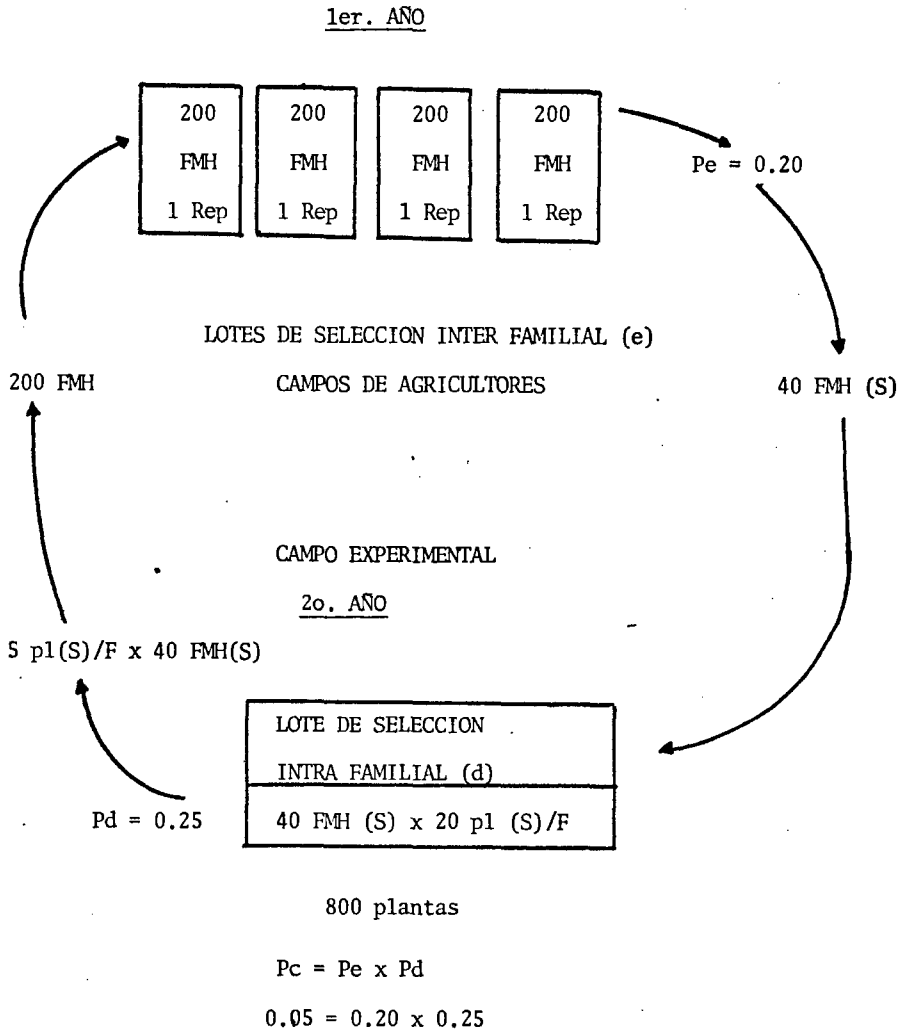 1er. AÑO
200 200 200 200
FMH FMH FMH FMH
1 Rep 1 Rep 1 Rep 1 Rep
Pe = 0.20
LOTES DE SELECCION INTER FAMILIAL (e)
200 FMH CAMPOS DE AGRICULTORES 40 FMH (S)
CAMPO EXPERIMENTAL
2o. AÑO
5 pl(S)/F x 40 FMH(S)
LOTE DE SELECCION
INTRA FAMILIAL (d)
Pd = 0.25 40 FMH (S) x 20 pl (S)/F
800 plantas
Pc = Pe x Pd
0.05 = 0.20 x 0.25